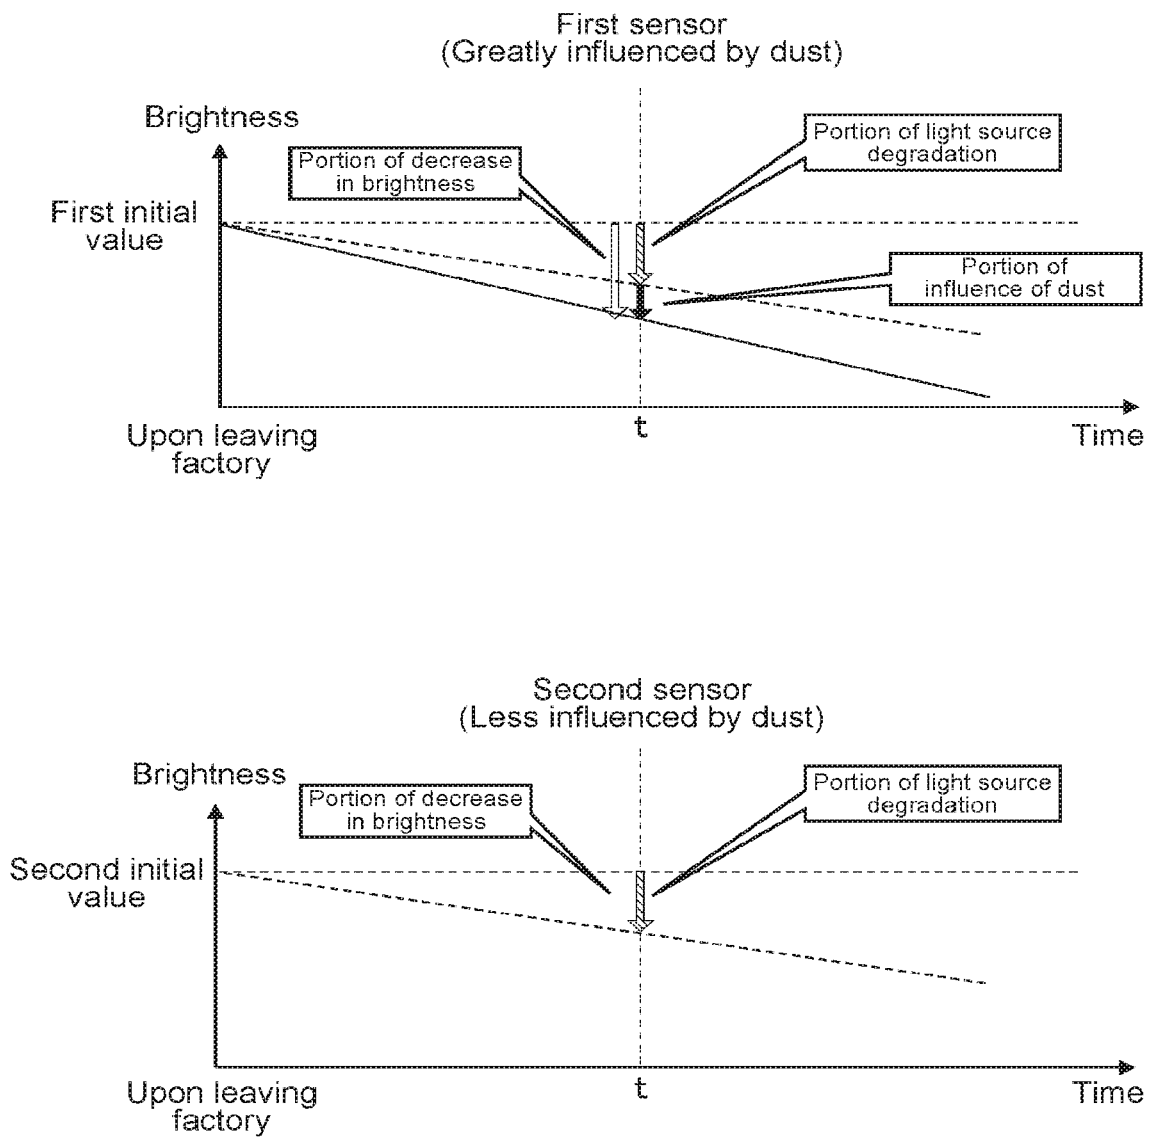 First sensor
(Greatly influenced by dust)
Brightness
Portion of decrease
in brightness
Portion of light source
degradation
First initial
value
Portion of
influence of dust
Upon leaving
factory
t
Time
Second sensor
(Less influenced by dust)
Brightness
Portion of decrease
in brightness
Portion of light source
degradation
Second initial
value
Upon leaving
factory
t
Time